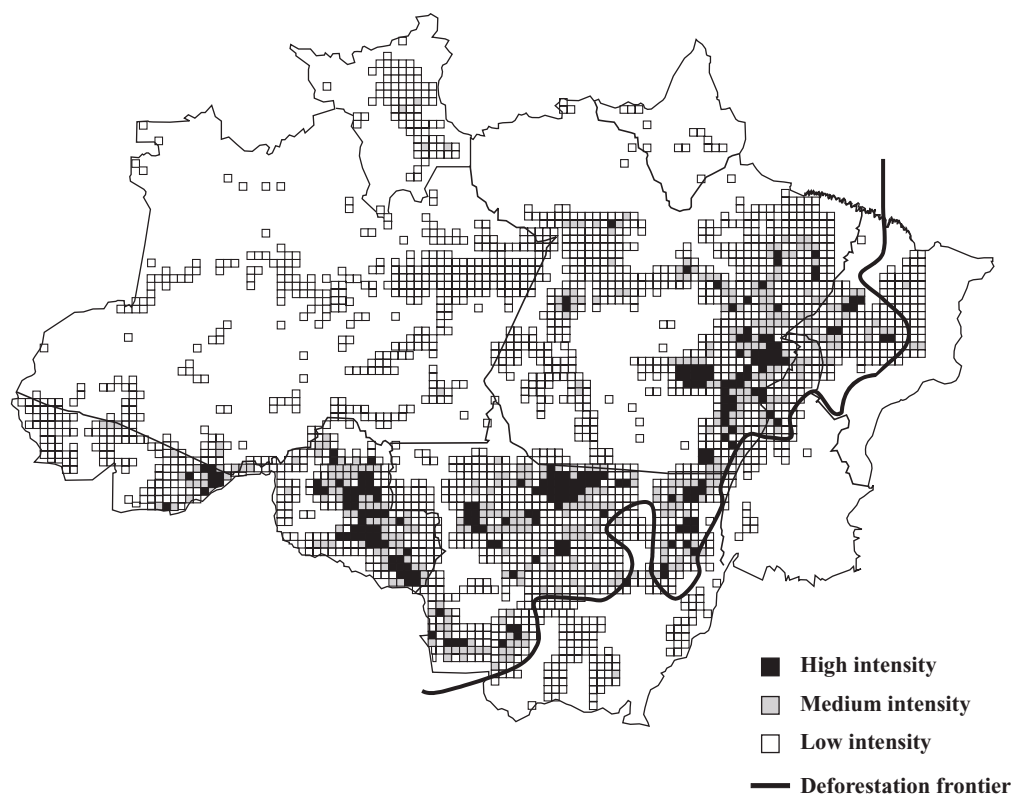 High intensity
Medium intensity
Low intensity
Deforestation frontier